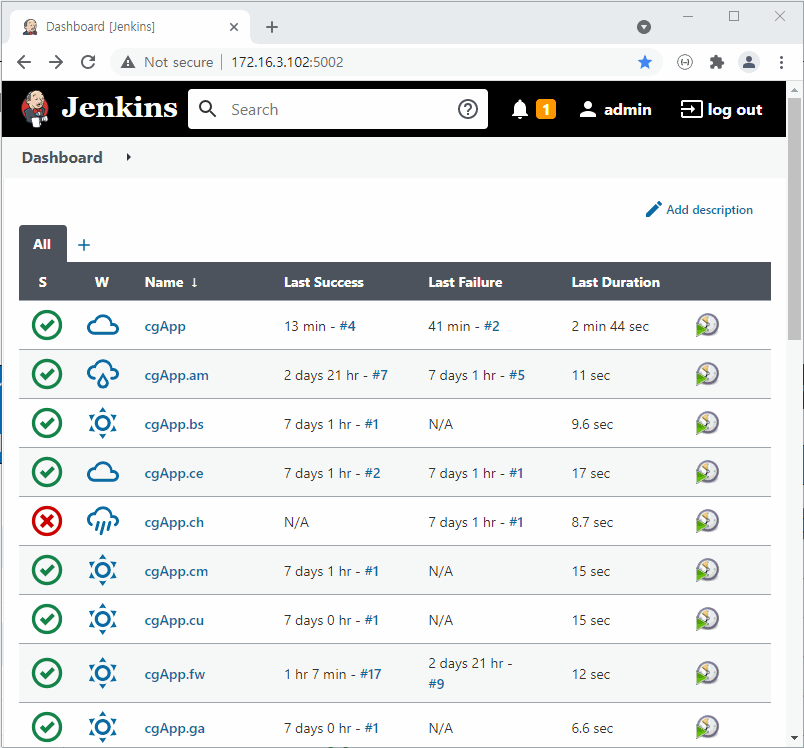 Dashboard [Jenkins]
Not secure | 172.16.3.102:5002
Jenkins Search 1 admin log out
Dashboard
Add description
All +
S W Name ↓ Last Success Last Failure Last Duration
cgApp 13 min - #4 41 min - #2 2 min 44 sec
cgApp.am 2 days 21 hr - #7 7 days 1 hr - #5 11 sec
cgApp.bs 7 days 1 hr - #1 N/A 9.6 sec
cgApp.ce 7 days 1 hr - #2 7 days 1 hr - #1 17 sec
cgApp.ch N/A 7 days 1 hr - #1 8.7 sec
cgApp.cm 7 days 1 hr - #1 N/A 15 sec
cgApp.cu 7 days 0 hr - #1 N/A 15 sec
cgApp.fw 1 hr 7 min - #17 2 days 21 hr - 12 sec
#9
cgApp.ga 7 days 0 hr - #1 N/A 6.6 sec